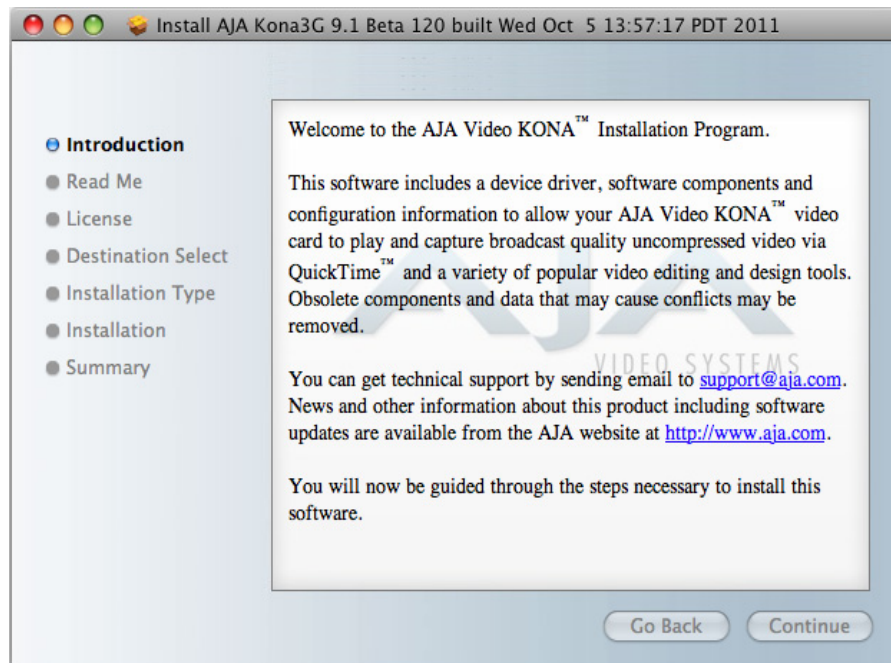 Install AJA Kona3G 9.1 Beta 120 built Wed Oct  5 13:57:17 PDT 2011
Introduction
Read Me
License
Destination Select
Installation Type
Installation
Summary
Welcome to the AJA Video KONA™ Installation Program.
This software includes a device driver, software components and
configuration information to allow your AJA Video KONA™ video
card to play and capture broadcast quality uncompressed video via
QuickTime™ and a variety of popular video editing and design tools.
Obsolete components and data that may cause conflicts may be
removed.
AJA
VIDEO SYSTEMS
You can get technical support by sending email to support@aja.com.
News and other information about this product including software
updates are available from the AJA website at http://www.aja.com.
You will now be guided through the steps necessary to install this
software.
Go Back
Continue